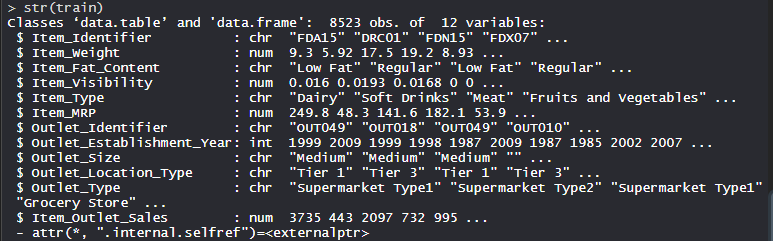 > str(train)
Classes ‘data.table’ and 'data.frame':  8523 obs. of  12 variables:
 $ Item_Identifier          : chr  "FDA15" "DRC01" "FDN15" "FDX07" ...
 $ Item_Weight              : num  9.3 5.92 17.5 19.2 8.93 ...
 $ Item_Fat_Content         : chr  "Low Fat" "Regular" "Low Fat" "Regular" ...
 $ Item_Visibility          : num  0.016 0.0193 0.0168 0 0 ...
 $ Item_Type                : chr  "Dairy" "Soft Drinks" "Meat" "Fruits and Vegetables" ...
 $ Item_MRP                 : num  249.8 48.3 141.6 182.1 53.9 ...
 $ Outlet_Identifier        : chr  "OUT049" "OUT018" "OUT049" "OUT010" ...
 $ Outlet_Establishment_Year: int  1999 2009 1999 1998 1987 2009 1987 1985 2002 2007 ...
 $ Outlet_Size              : chr  "Medium" "Medium" "Medium" "" ...
 $ Outlet_Location_Type     : chr  "Tier 1" "Tier 3" "Tier 1" "Tier 3" ...
 $ Outlet_Type              : chr  "Supermarket Type1" "Supermarket Type2" "Supermarket Type1"
"Grocery Store" ...
 $ Item_Outlet_Sales        : num  3735 443 2097 732 995 ...
 - attr(*, ".internal.selfref")=<externalptr>